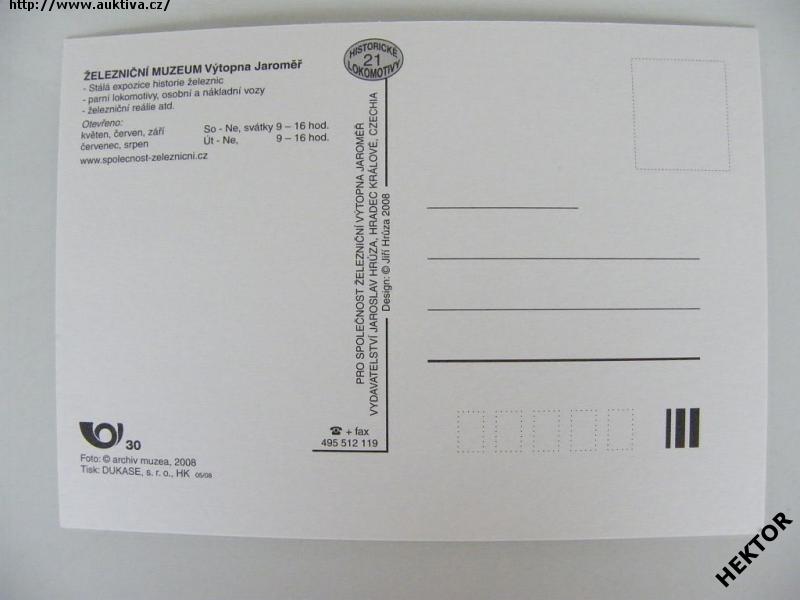 http://www.auktiva.cz/
ŽELEZNIČNÍ MUZEUM Výtopna Jaroměř
- Stálá expozice historie železnic
- parní lokomotivy, osobní a nákladní vozy
- železniční reálie atd.
Otevřeno:
květen, červen, září So - Ne, svátky 9 – 16 hod.
červenec, srpen Út - Ne, 9 – 16 hod.
www.spolecnost-zeleznicni.cz
HISTORICKÉ
21
LOKOMOTIVY
PRO SPOLEČNOST ŽELEZNIČNÍ VÝTOPNA JAROMĚŘ
VYDAVATELSTVÍ JAROSLAV HRŮZA, HRADEC KRÁLOVÉ, CZECHIA
Design: © Jiří Hrůza 2008
☎ + fax
495 512 119
30
Foto: © archiv muzea, 2008
Tisk: DUKASE, s. r. o., HK 05/08
HEKTOR